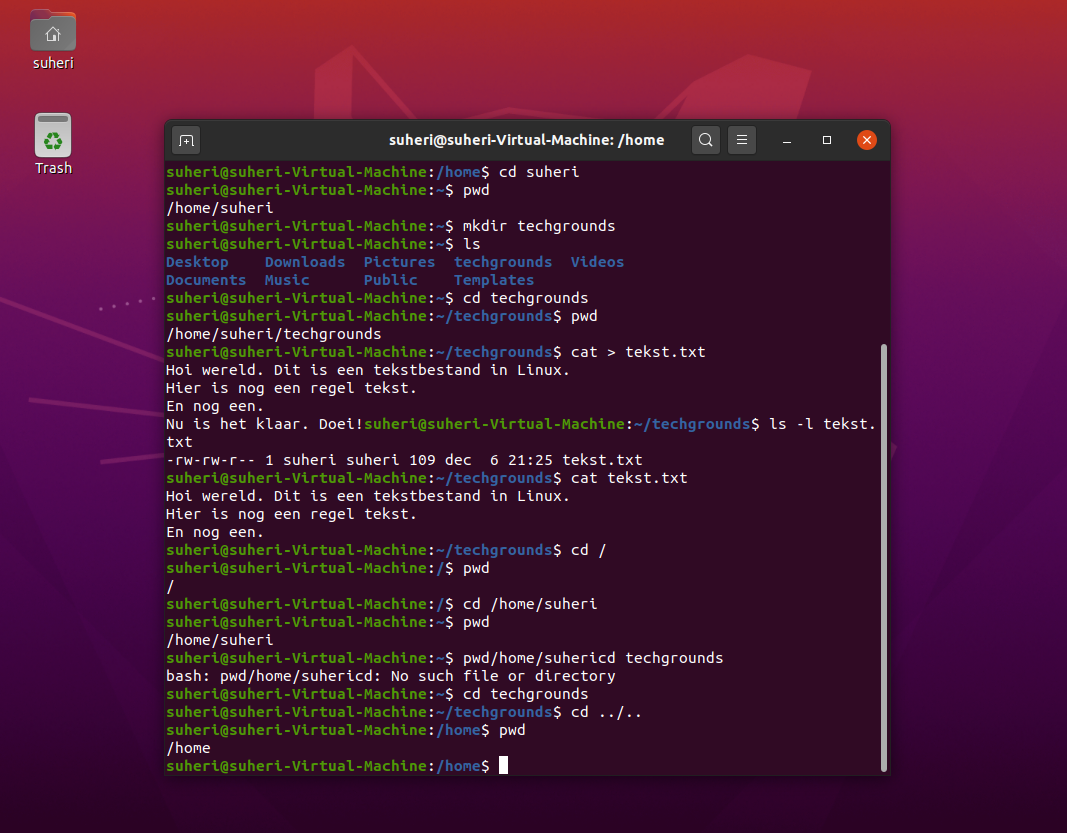 suheri
Trash
suheri@suheri-Virtual-Machine: /home
suheri@suheri-Virtual-Machine:/home$ cd suheri
suheri@suheri-Virtual-Machine:~$ pwd
/home/suheri
suheri@suheri-Virtual-Machine:~$ mkdir techgrounds
suheri@suheri-Virtual-Machine:~$ ls
Desktop    Downloads  Pictures  techgrounds  Videos
Documents  Music      Public    Templates
suheri@suheri-Virtual-Machine:~$ cd techgrounds
suheri@suheri-Virtual-Machine:~/techgrounds$ pwd
/home/suheri/techgrounds
suheri@suheri-Virtual-Machine:~/techgrounds$ cat > tekst.txt
Hoi wereld. Dit is een tekstbestand in Linux.
Hier is nog een regel tekst.
En nog een.
Nu is het klaar. Doei!suheri@suheri-Virtual-Machine:~/techgrounds$ ls -l tekst.
txt
-rw-rw-r-- 1 suheri suheri 109 dec  6 21:25 tekst.txt
suheri@suheri-Virtual-Machine:~/techgrounds$ cat tekst.txt
Hoi wereld. Dit is een tekstbestand in Linux.
Hier is nog een regel tekst.
En nog een.
suheri@suheri-Virtual-Machine:~/techgrounds$ cd /
suheri@suheri-Virtual-Machine:/$ pwd
/
suheri@suheri-Virtual-Machine:/$ cd /home/suheri
suheri@suheri-Virtual-Machine:~$ pwd
/home/suheri
suheri@suheri-Virtual-Machine:~$ pwd/home/suhericd techgrounds
bash: pwd/home/suhericd: No such file or directory
suheri@suheri-Virtual-Machine:~$ cd techgrounds
suheri@suheri-Virtual-Machine:~/techgrounds$ cd ../..
suheri@suheri-Virtual-Machine:/home$ pwd
/home
suheri@suheri-Virtual-Machine:/home$